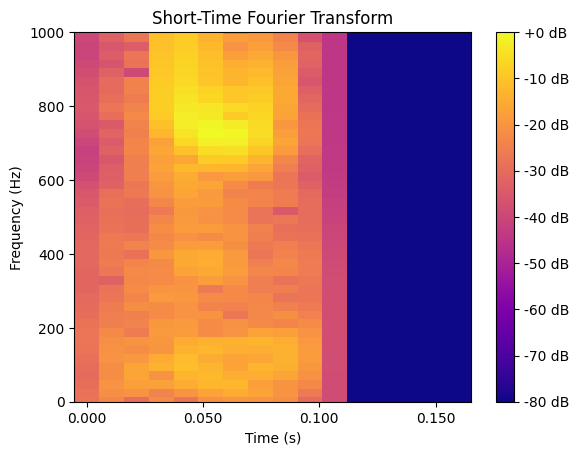 Short-Time Fourier Transform
1000
800
600
400
200
0
Frequency (Hz)
0.000
0.050
0.100
0.150
Time (s)
+0 dB
-10 dB
-20 dB
-30 dB
-40 dB
-50 dB
-60 dB
-70 dB
-80 dB